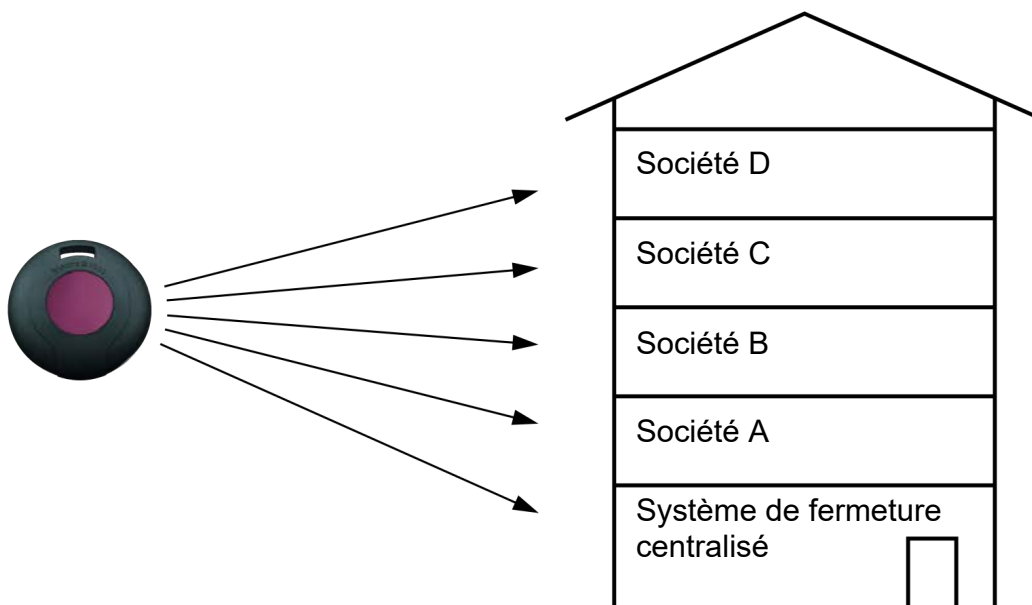 Société D
Société C
Société B
Société A
Système de fermeture
centralisé